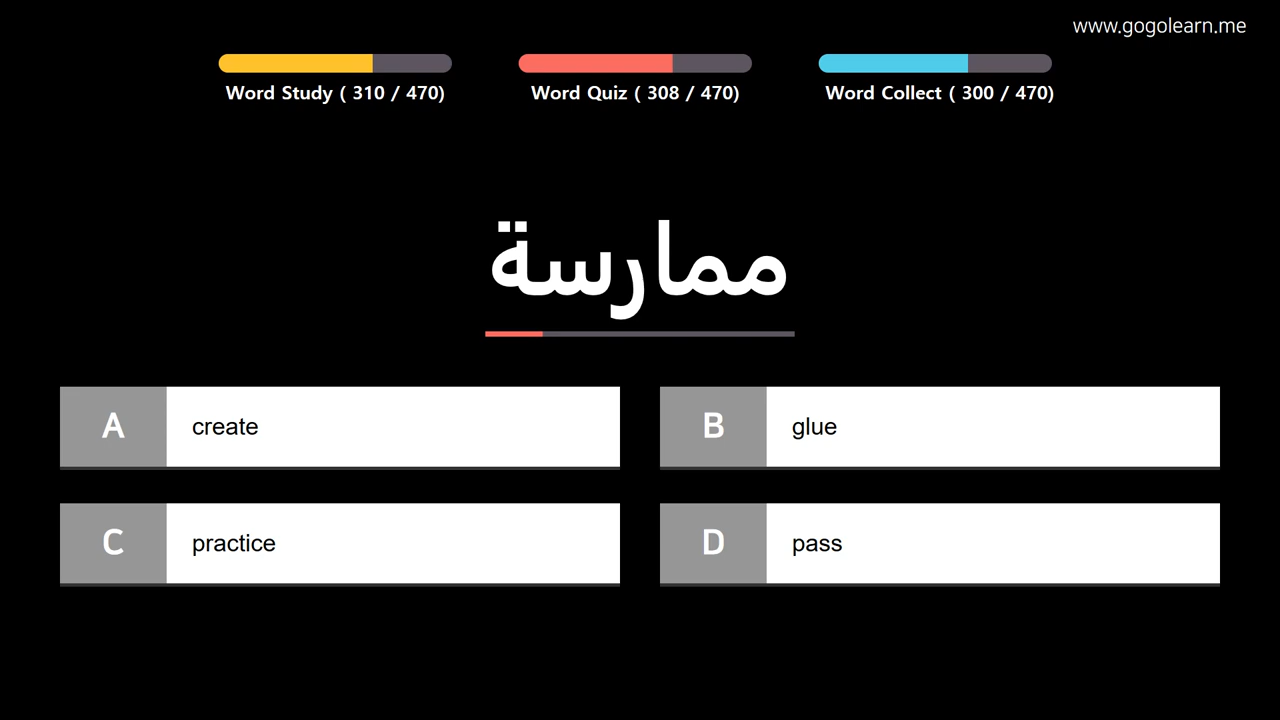 www.gogolearn.me
Word Study ( 310 / 470)
Word Quiz ( 308 / 470)
Word Collect ( 300 / 470)
ممارسة
A create
B glue
C practice
D pass